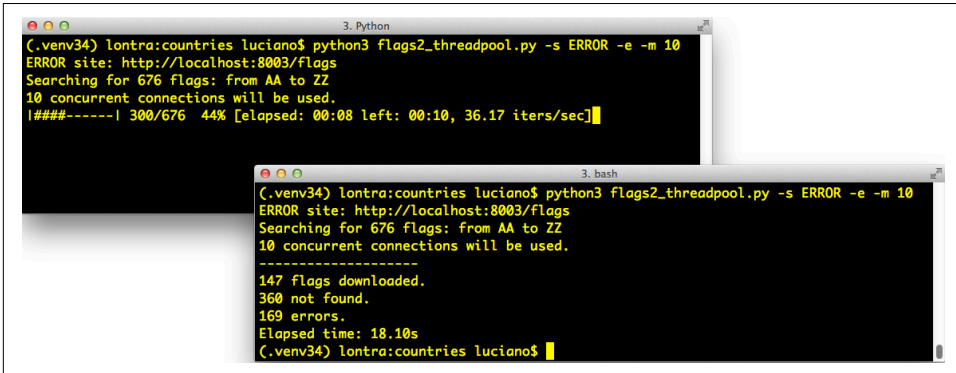 3. Python
(.venv34) lontra:countries luciano$ python3 flags2_threadpool.py -s ERROR -e -m 10
ERROR site: http://localhost:8003/flags
Searching for 676 flags: from AA to ZZ
10 concurrent connections will be used.
|####------| 300/676  44% [elapsed: 00:08 left: 00:10, 36.17 iters/sec]
3. bash
(.venv34) lontra:countries luciano$ python3 flags2_threadpool.py -s ERROR -e -m 10
ERROR site: http://localhost:8003/flags
Searching for 676 flags: from AA to ZZ
10 concurrent connections will be used.
--------------------
147 flags downloaded.
360 not found.
169 errors.
Elapsed time: 18.10s
(.venv34) lontra:countries luciano$